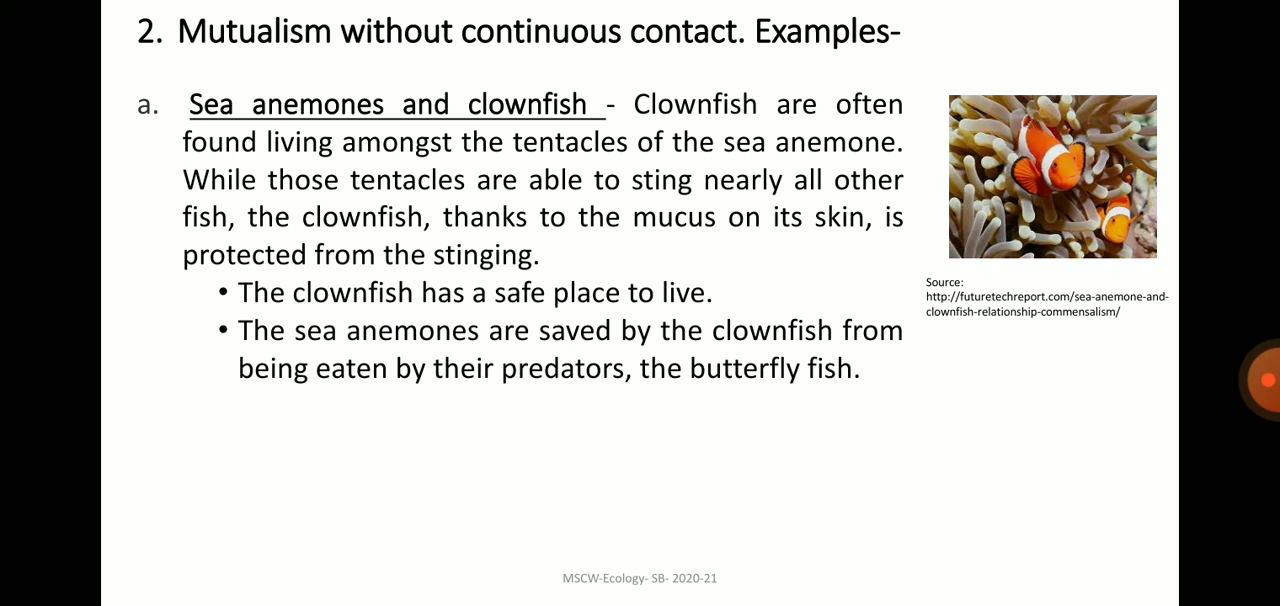 2. Mutualism without continuous contact. Examples-
a. Sea anemones and clownfish - Clownfish are often
found living amongst the tentacles of the sea anemone.
While those tentacles are able to sting nearly all other
fish, the clownfish, thanks to the mucus on its skin, is
protected from the stinging.
• The clownfish has a safe place to live.
• The sea anemones are saved by the clownfish from
being eaten by their predators, the butterfly fish.
Source:
http://futuretechreport.com/sea-anemone-and-
clownfish-relationship-commensalism/
MSCW-Ecology- SB- 2020-21